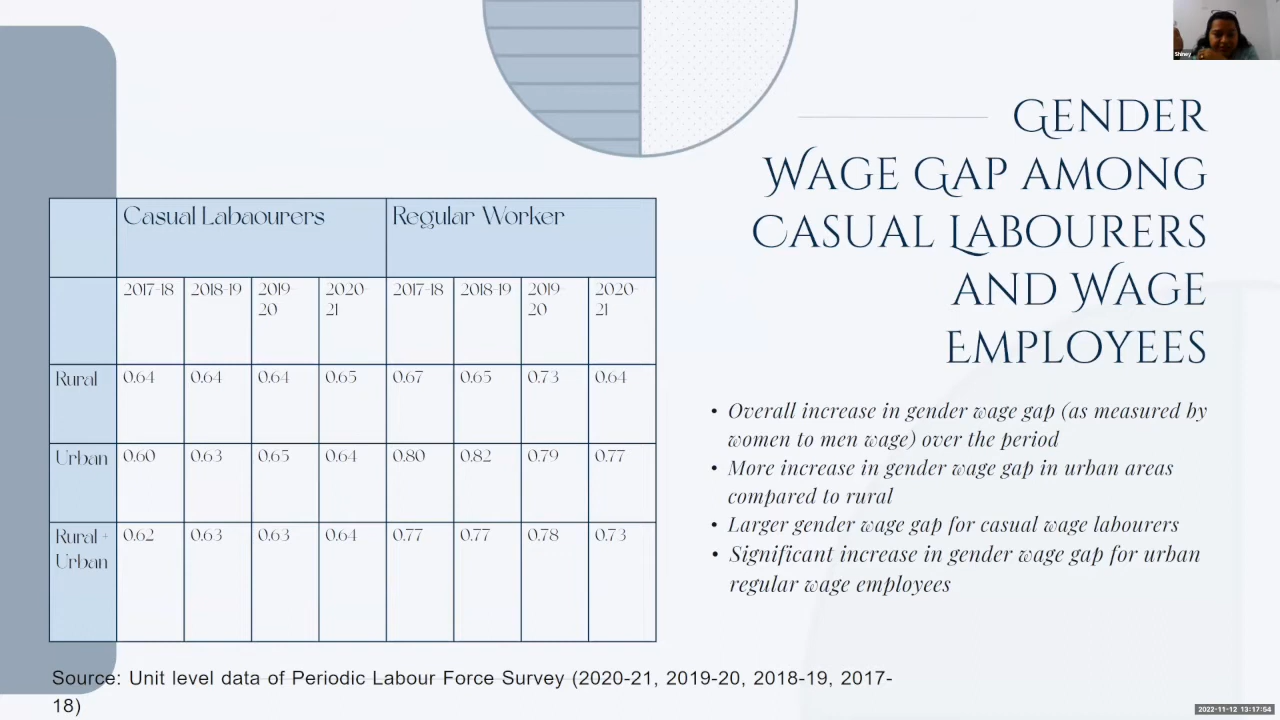 Shiney
GENDER
WAGE GAP AMONG
CASUAL LABOURERS
AND WAGE
EMPLOYEES
Casual Labaourers Regular Worker
2017-18 2018-19 2019- 2020- 2017-18 2018-19 2019- 2020-
20 21 20 21
Rural 0.64 0.64 0.64 0.65 0.67 0.65 0.73 0.64
Urban 0.60 0.63 0.65 0.64 0.80 0.82 0.79 0.77
Rural + 0.62 0.63 0.63 0.64 0.77 0.77 0.78 0.73
Urban
• Overall increase in gender wage gap (as measured by
women to men wage) over the period
• More increase in gender wage gap in urban areas
compared to rural
• Larger gender wage gap for casual wage labourers
• Significant increase in gender wage gap for urban
regular wage employees
Source: Unit level data of Periodic Labour Force Survey (2020-21, 2019-20, 2018-19, 2017-
18)
2022-11-12 13:17:54